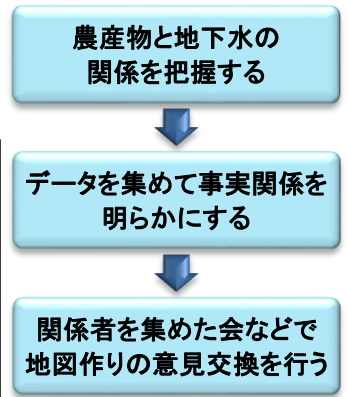 農産物と地下水の
関係を把握する
データを集めて事実関係を
明らかにする
関係者を集めた会などで
地図作りの意見交換を行う